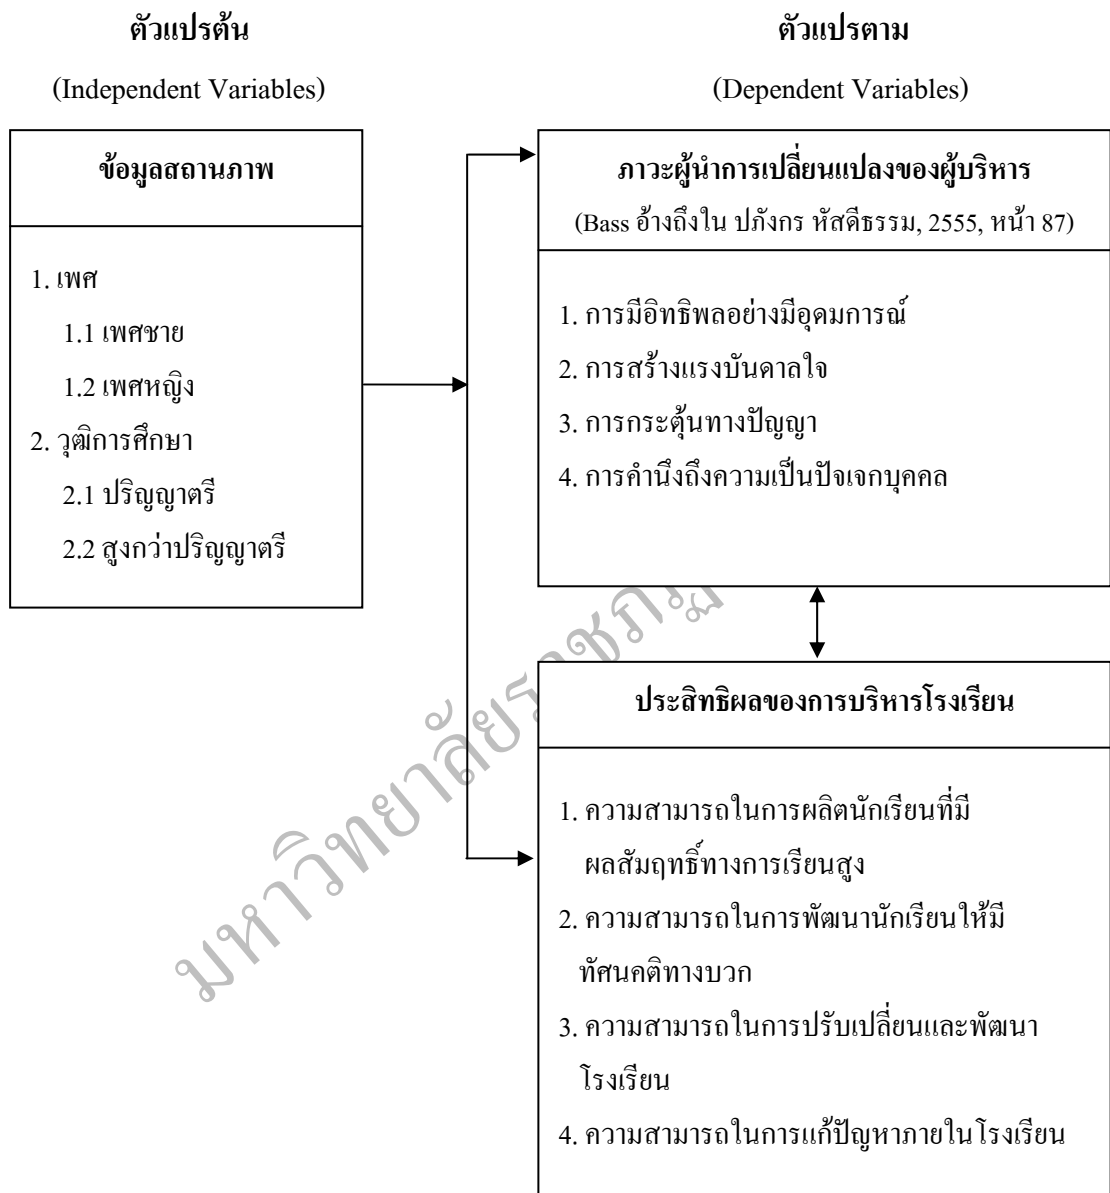 ตัวแปรต้น
(Independent Variables)
ข้อมูลสถานภาพ
1. เพศ
1.1 เพศชาย
1.2 เพศหญิง
2. วุฒิการศึกษา
2.1 ปริญญาตรี
2.2 สูงกว่าปริญญาตรี
ตัวแปรตาม
(Dependent Variables)
ภาวะผู้นำการเปลี่ยนแปลงของผู้บริหาร
(Bass อ้างถึงใน ปภังกร หัสดีธรรม, 2555, หน้า 87)
1. การมีอิทธิพลอย่างมีอุดมการณ์
2. การสร้างแรงบันดาลใจ
3. การกระตุ้นทางปัญญา
4. การคำนึงถึงความเป็นปัจเจกบุคคล
ประสิทธิผลของการบริหารโรงเรียน
1. ความสามารถในการผลิตนักเรียนที่มี
ผลสัมฤทธิ์ทางการเรียนสูง
2. ความสามารถในการพัฒนานักเรียนให้มี
ทัศนคติทางบวก
3. ความสามารถในการปรับเปลี่ยนและพัฒนา
โรงเรียน
4. ความสามารถในการแก้ปัญหาภายในโรงเรียน
มหาวิทยาลัยราชภัฏ